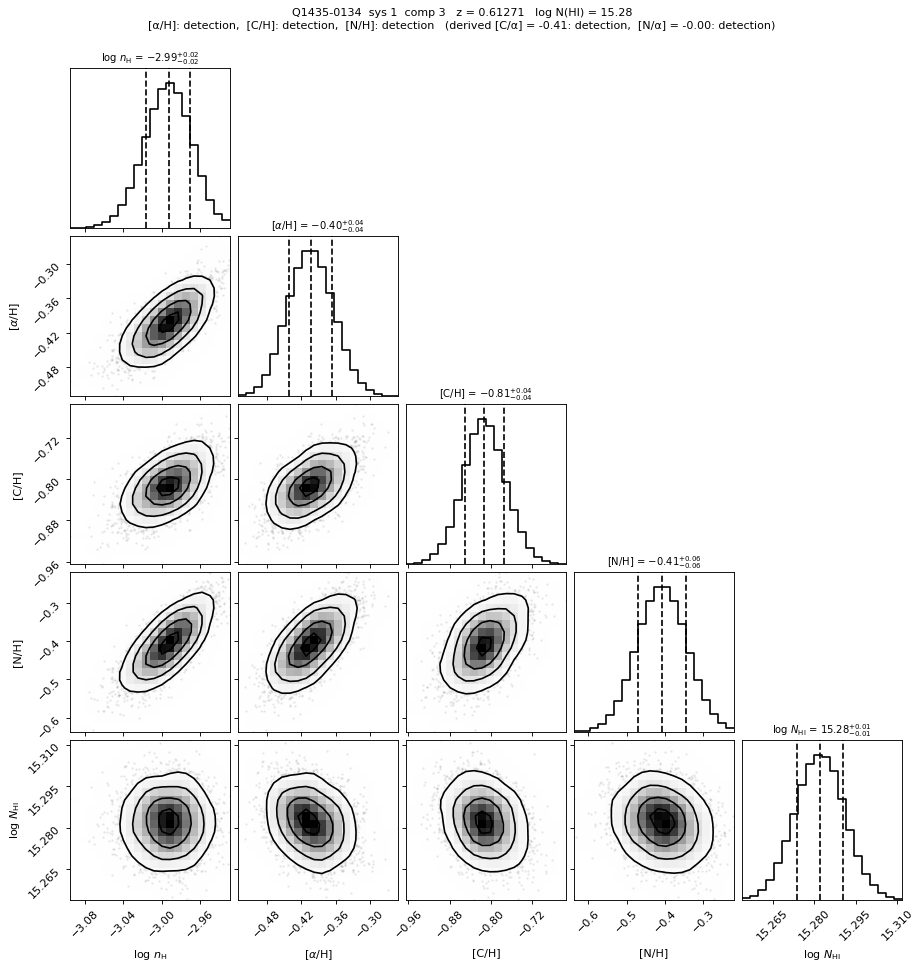 Q1435-0134  sys 1  comp 3   z = 0.61271   log N(HI) = 15.28
[α/H]: detection,  [C/H]: detection,  [N/H]: detection   (derived [C/α] = -0.41: detection,  [N/α] = -0.00: detection)
log n_H = −2.99 +0.02 −0.02
[α/H] = −0.40 +0.04 −0.04
−0.30
−0.36
−0.42
−0.48
[α/H]
[C/H] = −0.81 +0.04 −0.04
−0.72
−0.80
−0.88
−0.96
[C/H]
[N/H] = −0.41 +0.06 −0.06
−0.3
−0.4
−0.5
−0.6
[N/H]
log N_HI = 15.28 +0.01 −0.01
15.310
15.295
15.280
15.265
log N_HI
−3.08 −3.04 −3.00 −2.96
−0.48 −0.42 −0.36 −0.30
−0.96 −0.88 −0.80 −0.72
−0.6 −0.5 −0.4 −0.3
15.265 15.280 15.295 15.310
log n_H
[α/H]
[C/H]
[N/H]
log N_HI